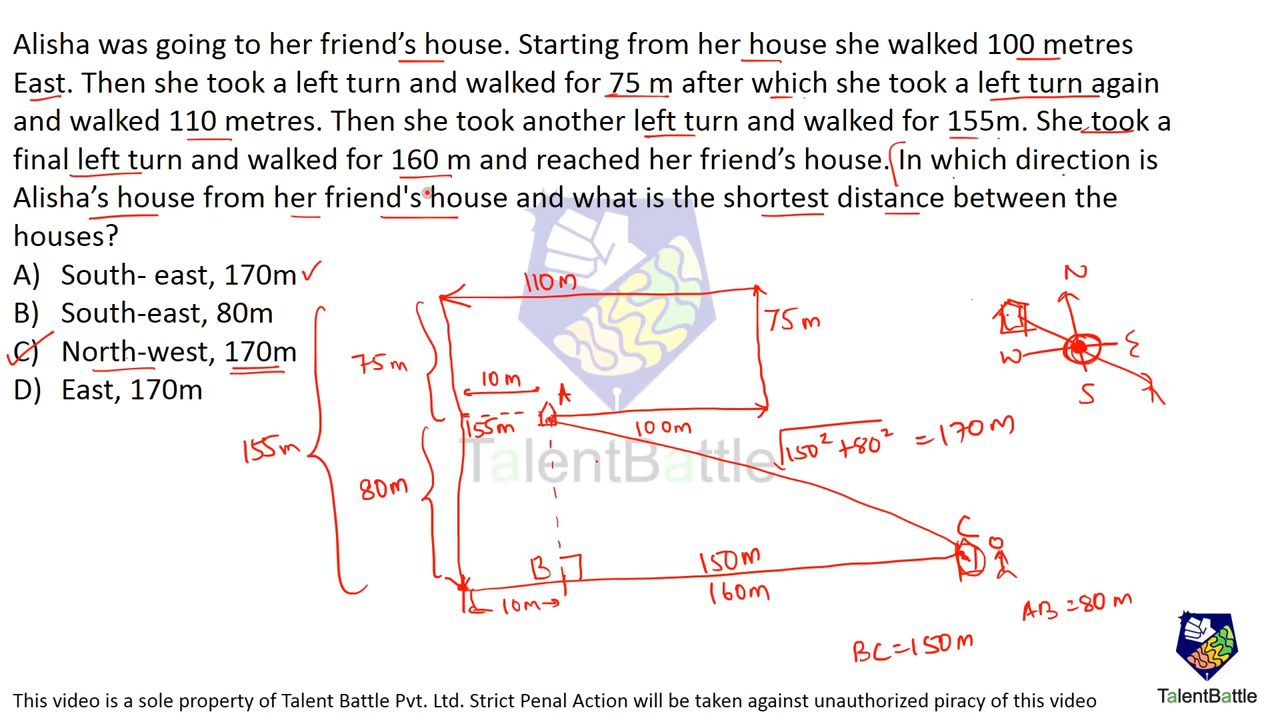 Alisha was going to her friend's house. Starting from her house she walked 100 metres
East. Then she took a left turn and walked for 75 m after which she took a left turn again
and walked 110 metres. Then she took another left turn and walked for 155m. She took a
final left turn and walked for 160 m and reached her friend's house. In which direction is
Alisha's house from her friend's house and what is the shortest distance between the
houses?
A) South- east, 170m ✓
B) South-east, 80m
C) North-west, 170m
D) East, 170m
110m
75m
75m
10m
A
155m
100m
155m
80m
√150²+80² = 170m
N
W
E
S
TalentBattle
C
B
150m
160m
10m
AB = 80m
BC = 150m
TalentBattle
This video is a sole property of Talent Battle Pvt. Ltd. Strict Penal Action will be taken against unauthorized piracy of this video